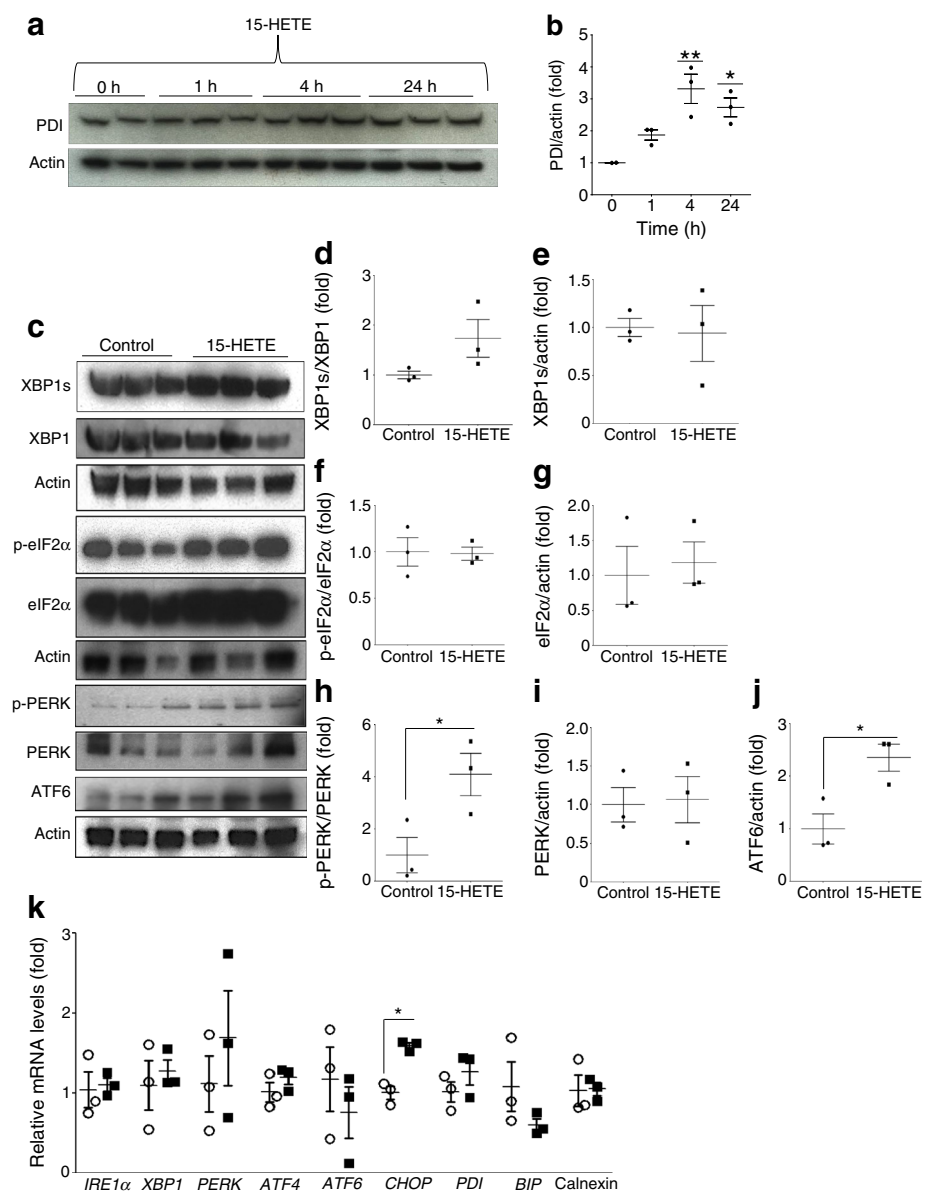 a
15-HETE
0 h 1 h 4 h 24 h
PDI
Actin
b
PDI/actin (fold)
5
4
3
2
1
0
** *
0 1 4 24
Time (h)
c
Control 15-HETE
XBP1s
XBP1
Actin
p-eIF2α
eIF2α
Actin
p-PERK
PERK
ATF6
Actin
d
XBP1s/XBP1 (fold)
3
2
1
0
Control 15-HETE
e
XBP1s/actin (fold)
1.5
1.0
0.5
0
Control 15-HETE
f
p-eIF2α/eIF2α (fold)
1.5
1.0
0.5
0
Control 15-HETE
g
eIF2α/actin (fold)
2.0
1.5
1.0
0.5
0
Control 15-HETE
h
p-PERK/PERK (fold)
6
4
2
0
*
Control 15-HETE
i
PERK/actin (fold)
2.0
1.5
1.0
0.5
0
Control 15-HETE
j
ATF6/actin (fold)
3
2
1
0
*
Control 15-HETE
k
Relative mRNA levels (fold)
3
2
1
0
*
IRE1α XBP1 PERK ATF4 ATF6 CHOP PDI BIP Calnexin